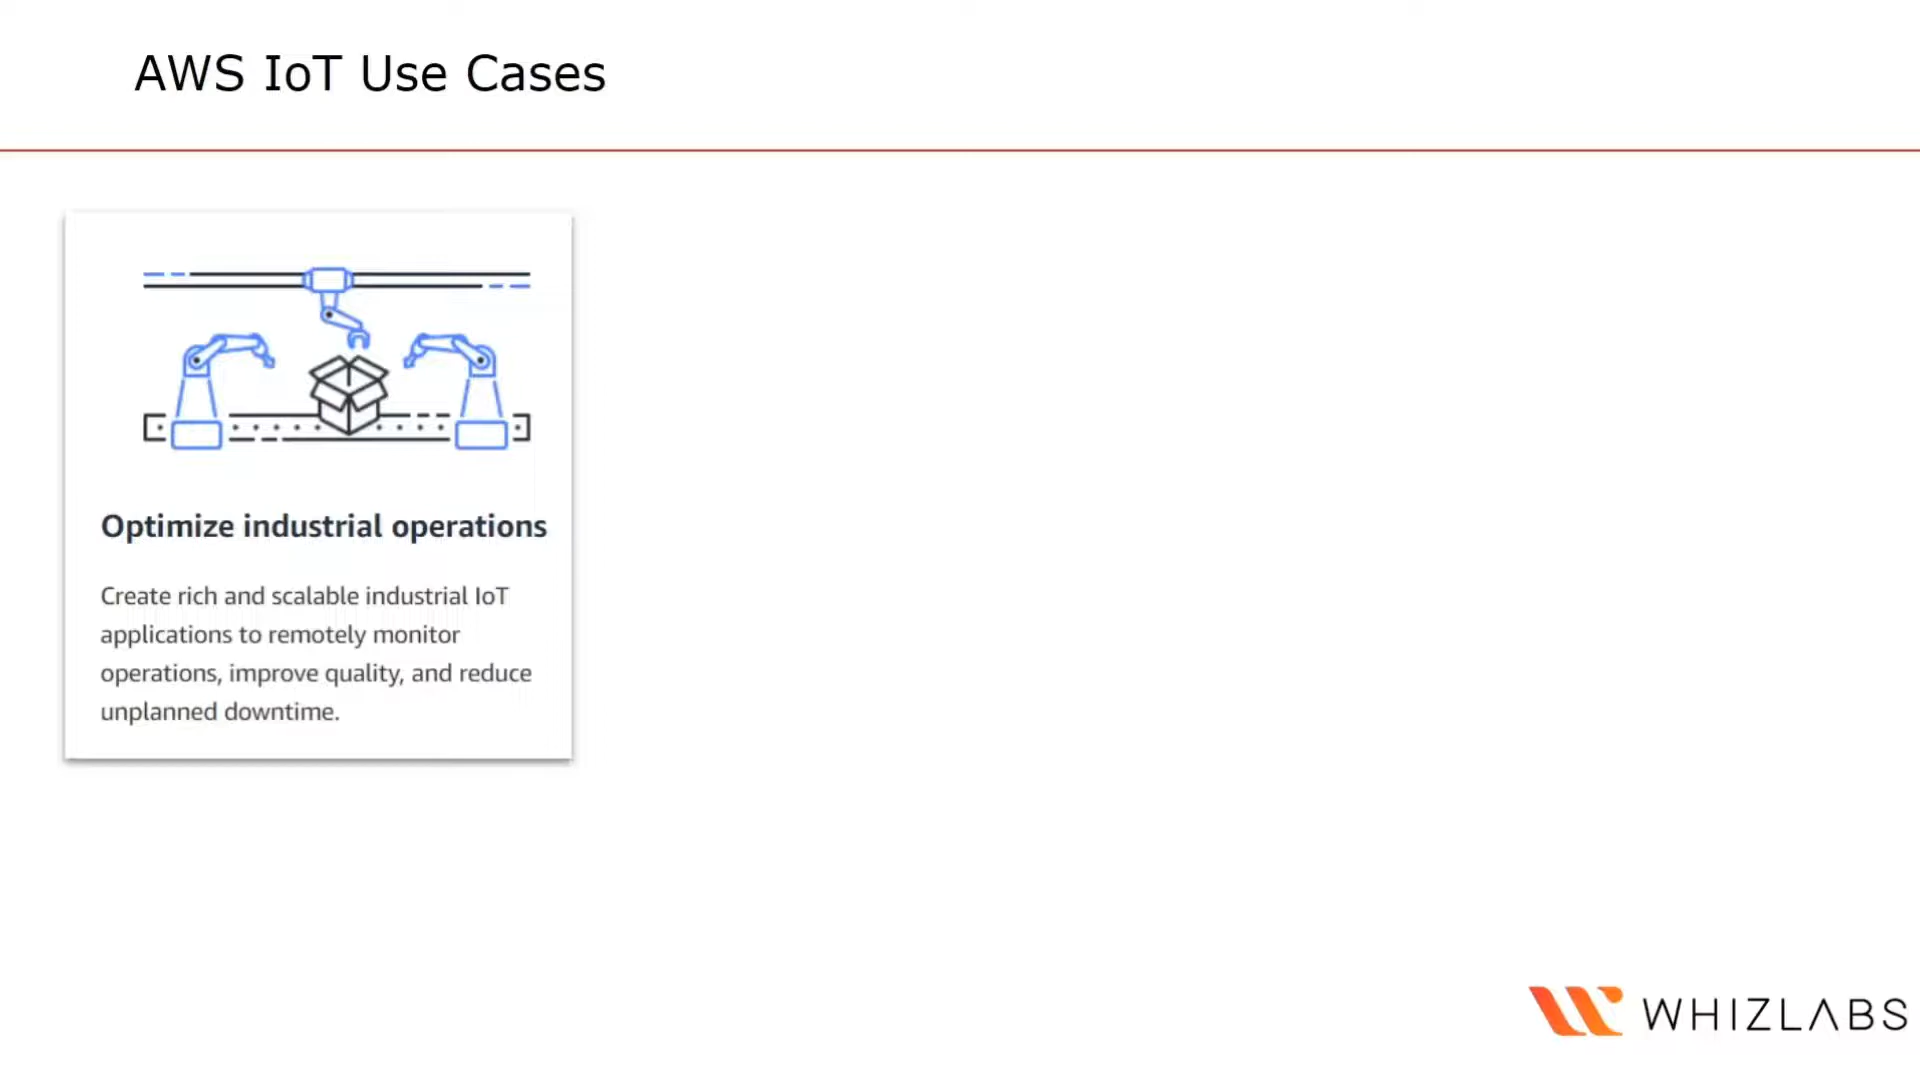 AWS IoT Use Cases
Optimize industrial operations
Create rich and scalable industrial IoT
applications to remotely monitor
operations, improve quality, and reduce
unplanned downtime.
WHIZLABS